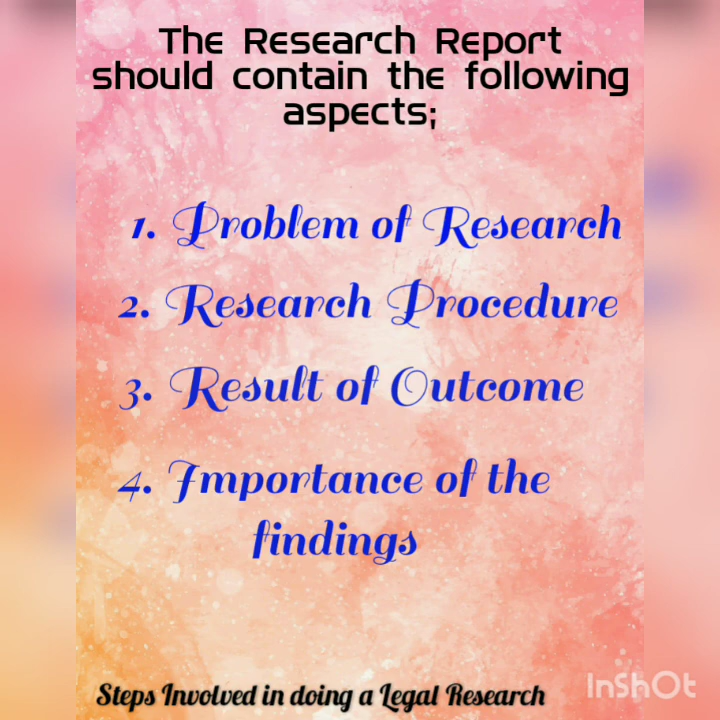 The Research Report
should contain the following
aspects;
1. Problem of Research
2. Research Procedure
3. Result of Outcome
4. Importance of the
findings
Steps Involved in doing a Legal Research
InShOt